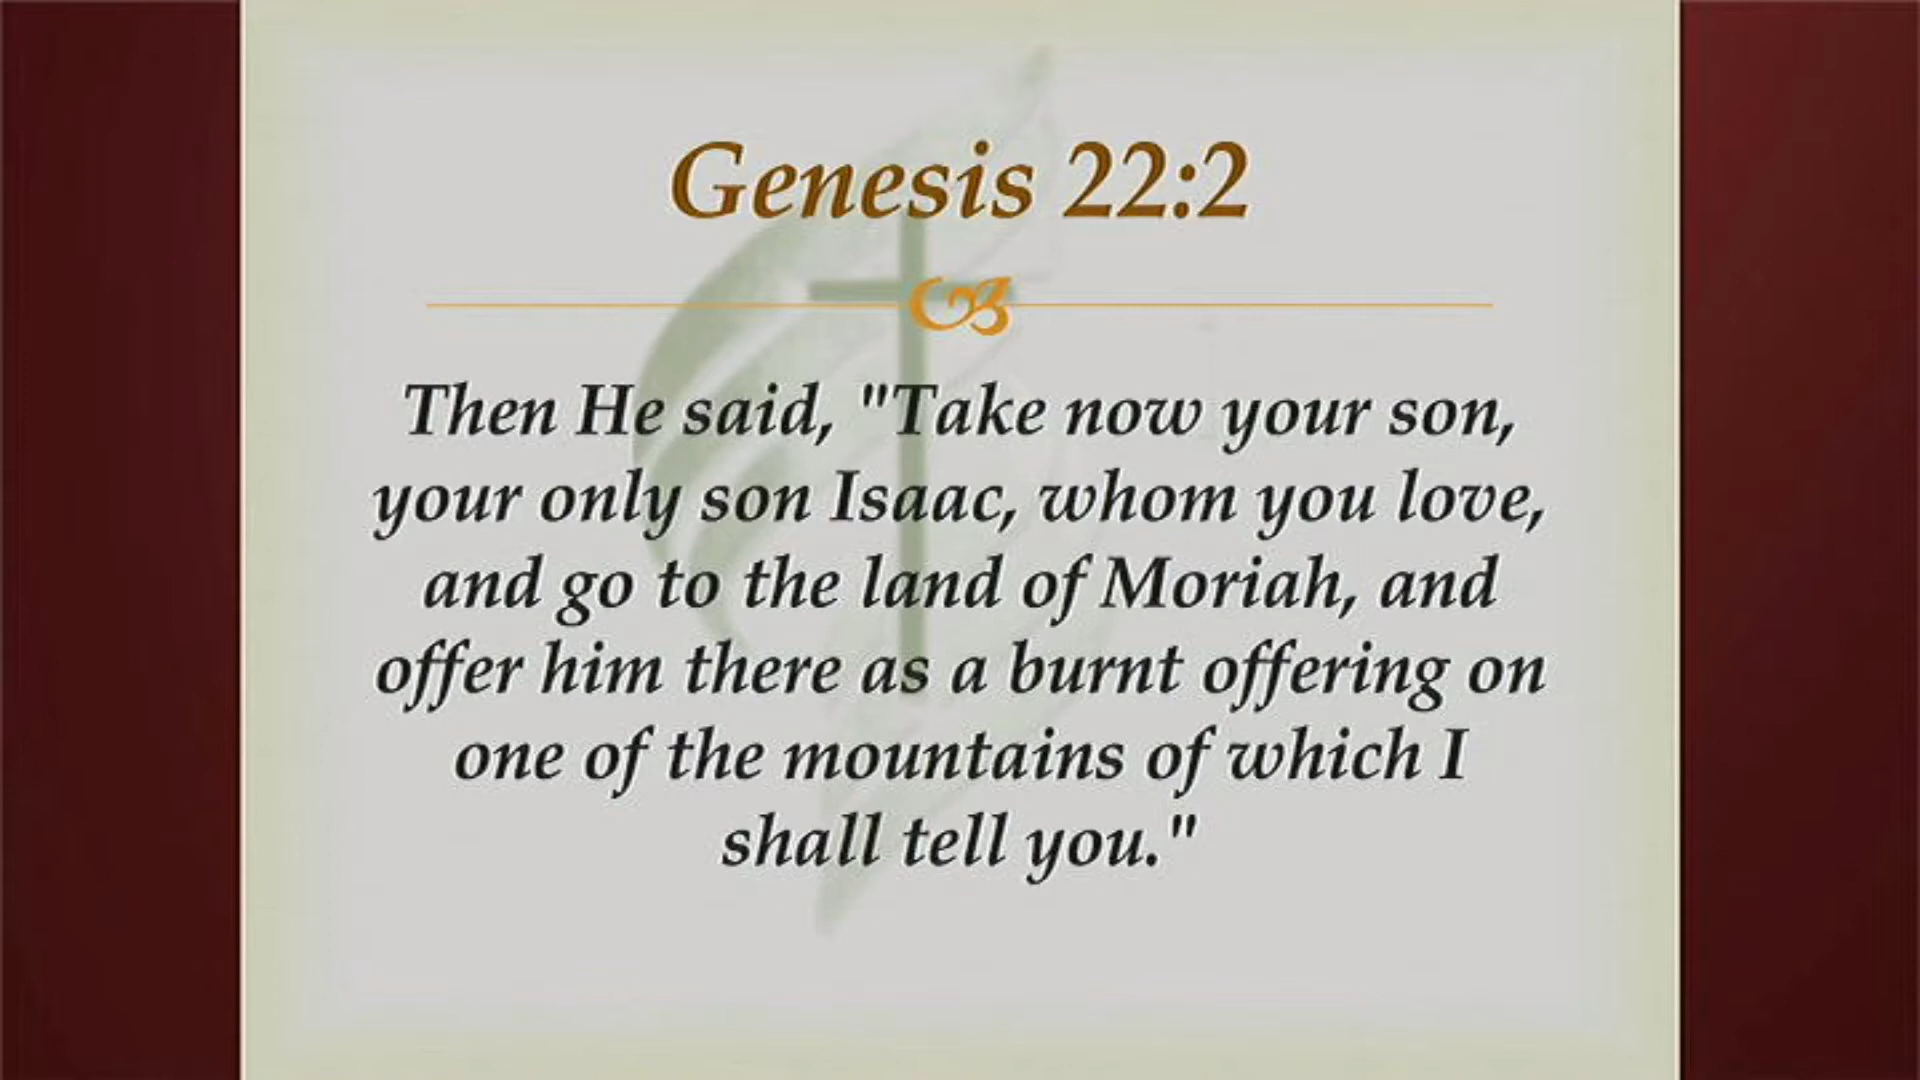 Genesis 22:2
Then He said, "Take now your son,
your only son Isaac, whom you love,
and go to the land of Moriah, and
offer him there as a burnt offering on
one of the mountains of which I
shall tell you."